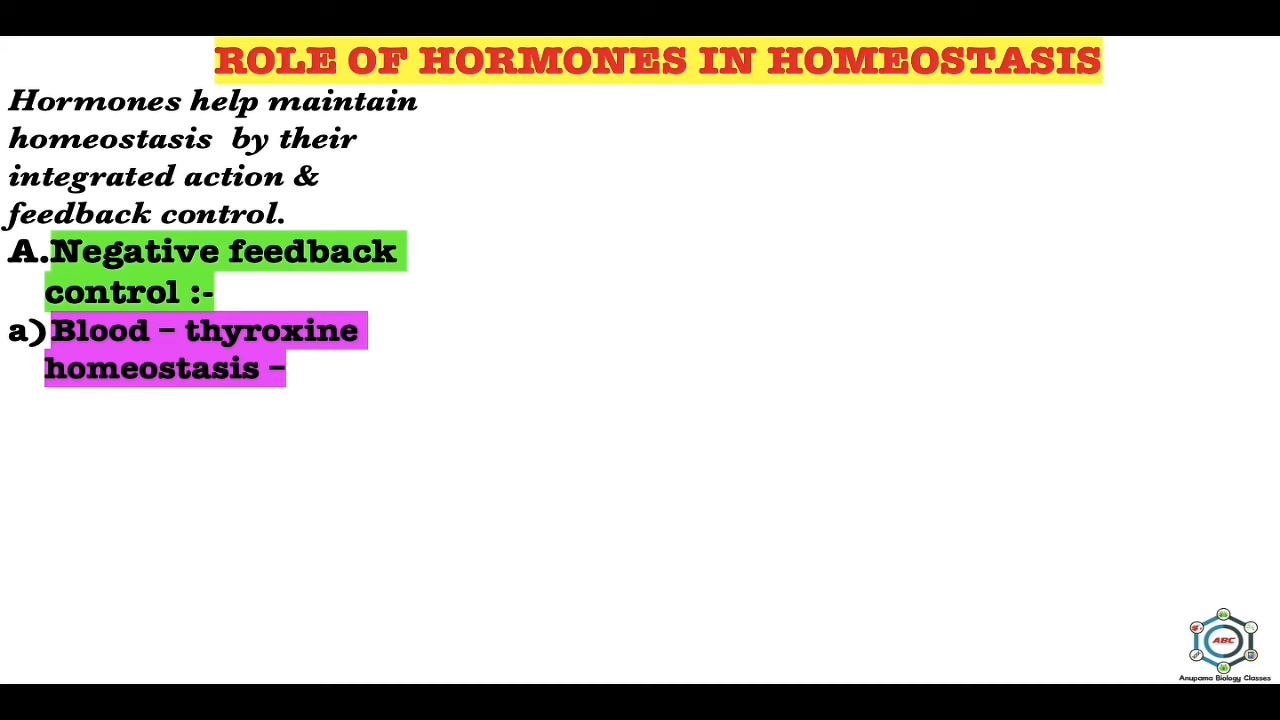 ROLE OF HORMONES IN HOMEOSTASIS
Hormones help maintain
homeostasis by their
integrated action &
feedback control.
A.Negative feedback
control :-
a) Blood – thyroxine
homeostasis –
ABC
Anupama Biology Classes